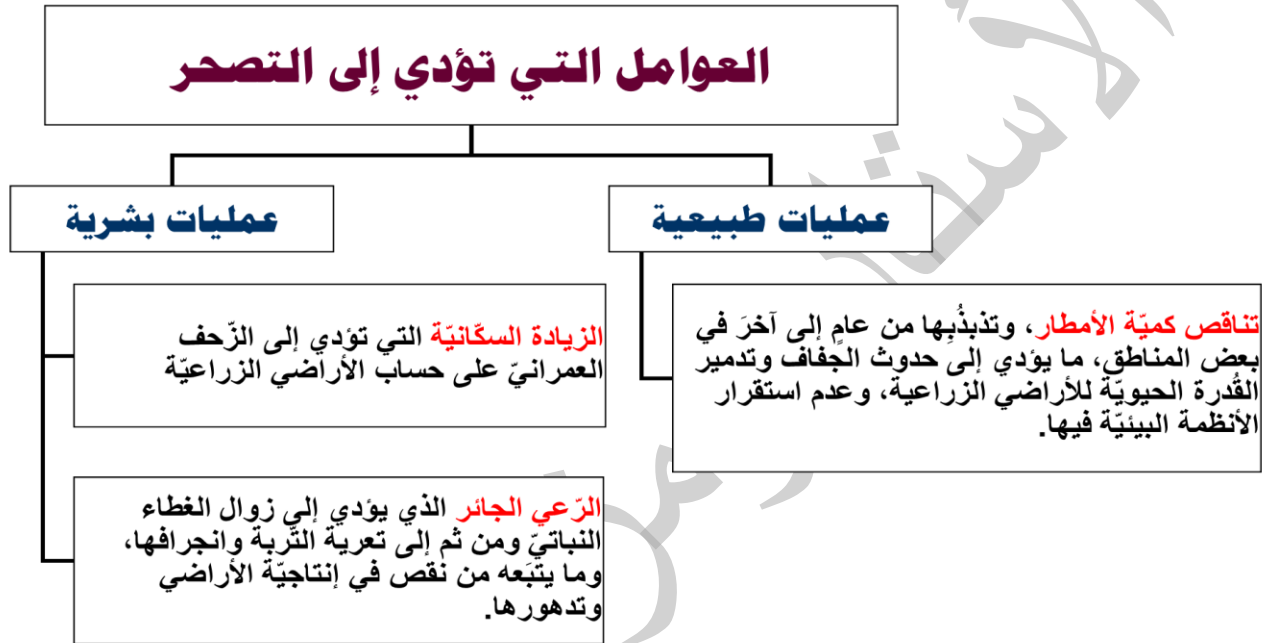 العوامل التي تؤدي إلى التصحر
عمليات طبيعية
تناقص كميّة الأمطار، وتذبذُبِها من عامٍ إلى آخرَ في
بعض المناطق، ما يؤدي إلى حدوث الجفاف وتدمير
القُدرة الحيويّة للأراضي الزراعية، وعدم استقرار
الأنظمة البيئيّة فيها.
عمليات بشرية
الزيادة السكّانيّة التي تؤدي إلى الزّحف
العمرانيّ على حساب الأراضي الزراعيّة
الرّعي الجائر الذي يؤدي إلى زوال الغطاء
النباتيّ ومن ثم إلى تعرية التّربة وانجرافها،
وما يتبَعه من نقص في إنتاجيّة الأراضي
وتدهورها.